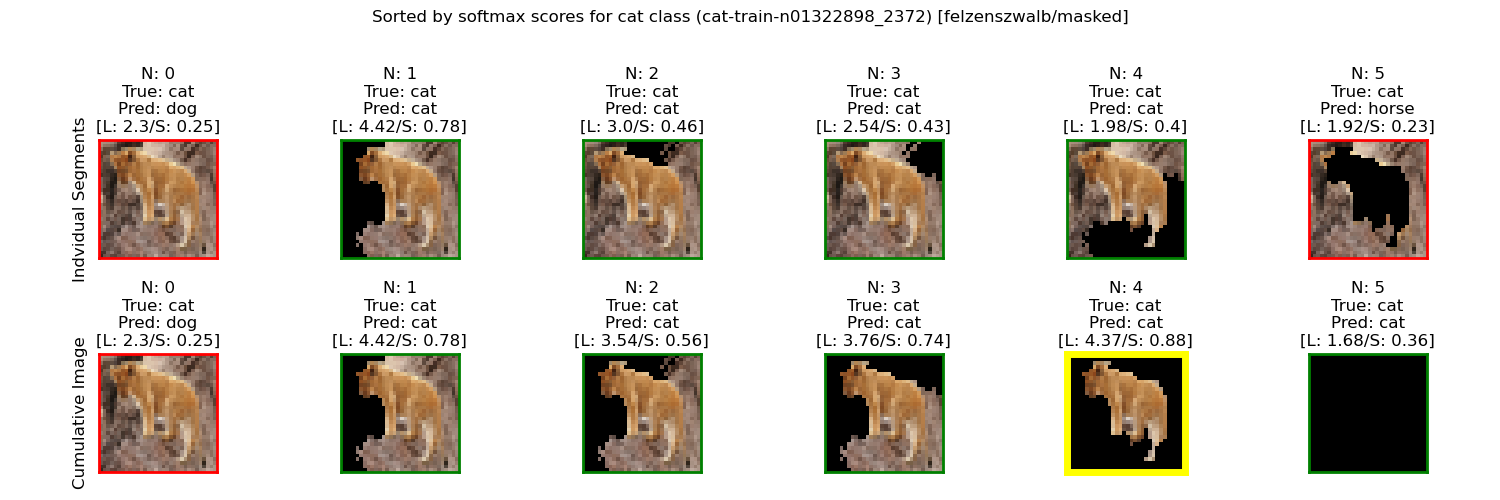 Sorted by softmax scores for cat class (cat-train-n01322898_2372) [felzenszwalb/masked]
Indvidual Segments
N: 0
True: cat
Pred: dog
[L: 2.3/S: 0.25]
N: 1
True: cat
Pred: cat
[L: 4.42/S: 0.78]
N: 2
True: cat
Pred: cat
[L: 3.0/S: 0.46]
N: 3
True: cat
Pred: cat
[L: 2.54/S: 0.43]
N: 4
True: cat
Pred: cat
[L: 1.98/S: 0.4]
N: 5
True: cat
Pred: horse
[L: 1.92/S: 0.23]
Cumulative Image
N: 0
True: cat
Pred: dog
[L: 2.3/S: 0.25]
N: 1
True: cat
Pred: cat
[L: 4.42/S: 0.78]
N: 2
True: cat
Pred: cat
[L: 3.54/S: 0.56]
N: 3
True: cat
Pred: cat
[L: 3.76/S: 0.74]
N: 4
True: cat
Pred: cat
[L: 4.37/S: 0.88]
N: 5
True: cat
Pred: cat
[L: 1.68/S: 0.36]